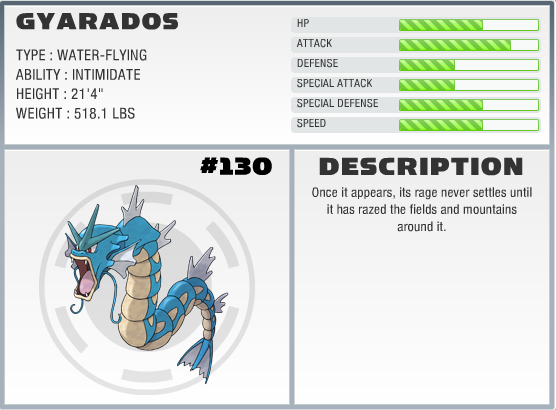 GYARADOS
TYPE : WATER-FLYING
ABILITY : INTIMIDATE
HEIGHT : 21'4"
WEIGHT : 518.1 LBS
HP
ATTACK
DEFENSE
SPECIAL ATTACK
SPECIAL DEFENSE
SPEED
#130
DESCRIPTION
Once it appears, its rage never settles until
it has razed the fields and mountains
around it.